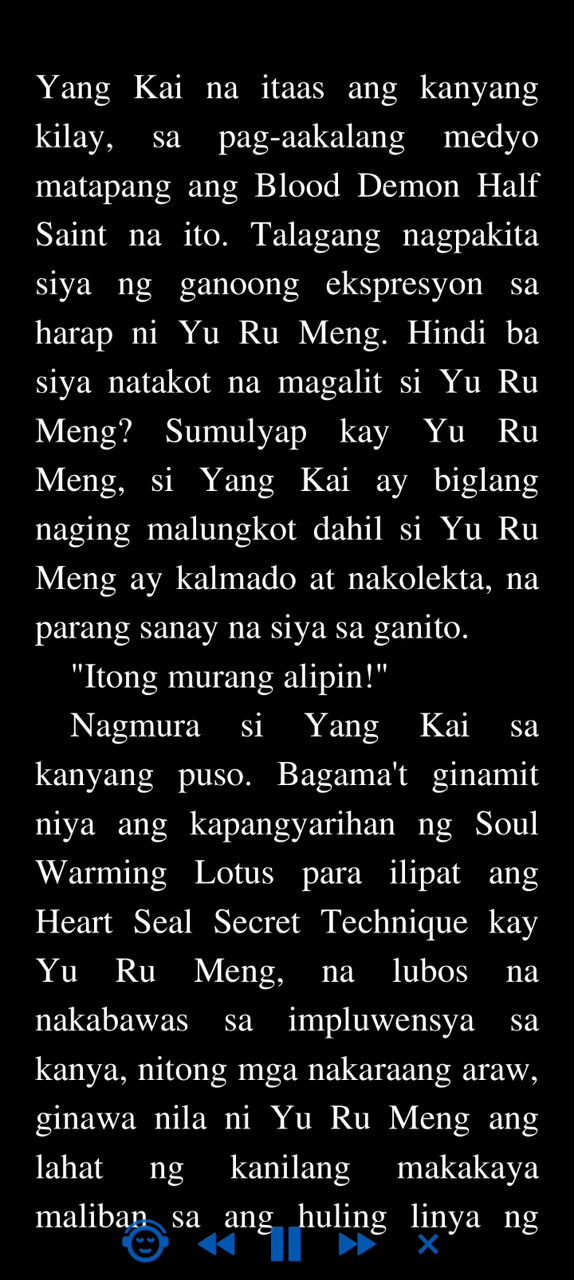 Yang Kai na itaas ang kanyang
kilay, sa pag-aakalang medyo
matapang ang Blood Demon Half
Saint na ito. Talagang nagpakita
siya ng ganoong ekspresyon sa
harap ni Yu Ru Meng. Hindi ba
siya natakot na magalit si Yu Ru
Meng? Sumulyap kay Yu Ru
Meng, si Yang Kai ay biglang
naging malungkot dahil si Yu Ru
Meng ay kalmado at nakolekta, na
parang sanay na siya sa ganito.
"Itong murang alipin!"
Nagmura si Yang Kai sa
kanyang puso. Bagama't ginamit
niya ang kapangyarihan ng Soul
Warming Lotus para ilipat ang
Heart Seal Secret Technique kay
Yu Ru Meng, na lubos na
nakabawas sa impluwensya sa
kanya, nitong mga nakaraang araw,
ginawa nila ni Yu Ru Meng ang
lahat ng kanilang makakaya
maliban sa ang huling linya ng